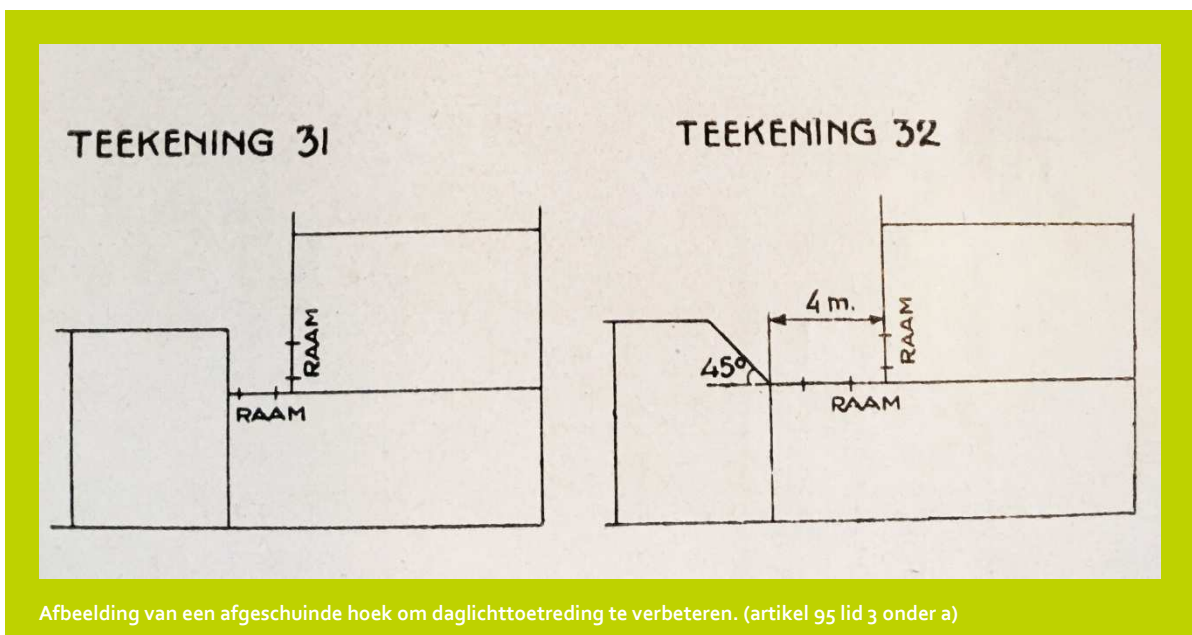 TEEKENING 31
TEEKENING 32
RAAM
RAAM
4 m.
45°
RAAM
RAAM
Afbeelding van een afgeschuinde hoek om daglichttoetreding te verbeteren. (artikel 95 lid 3 onder a)